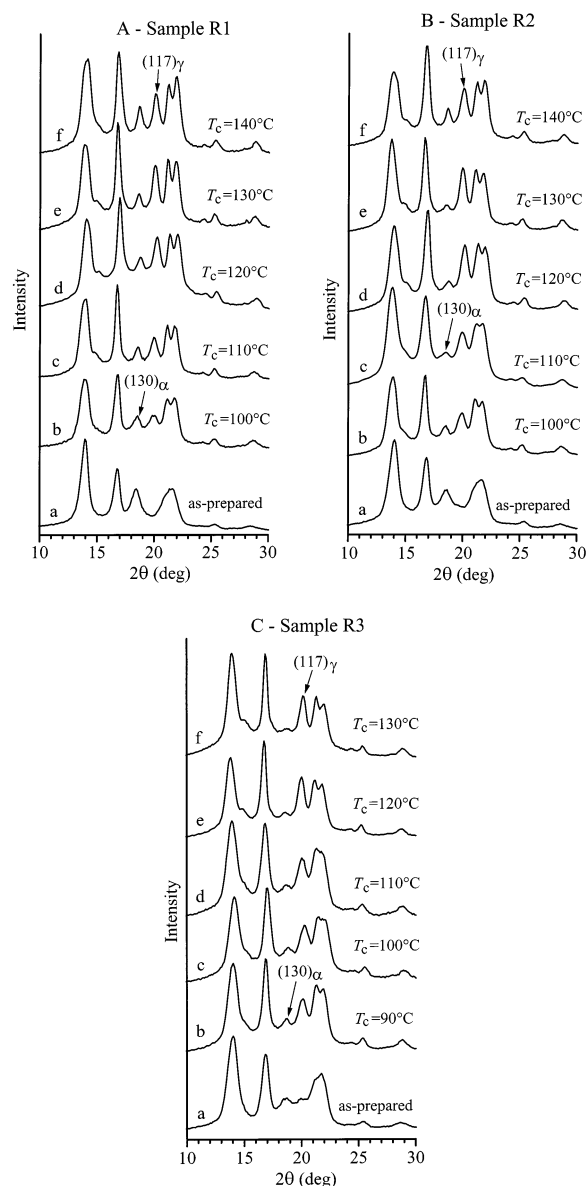 A - Sample R1
(117)γ
f
Tc=140°C
e
Tc=130°C
d
Tc=120°C
c
Tc=110°C
(130)α
b
Tc=100°C
a
as-prepared
10 15 20 25 30
2θ (deg)
Intensity
B - Sample R2
(117)γ
f
Tc=140°C
e
Tc=130°C
d
Tc=120°C
(130)α
c
Tc=110°C
b
Tc=100°C
a
as-prepared
10 15 20 25 30
2θ (deg)
Intensity
C - Sample R3
(117)γ
f
Tc=130°C
e
Tc=120°C
d
Tc=110°C
c
Tc=100°C
(130)α
b
Tc=90°C
a
as-prepared
10 15 20 25 30
2θ (deg)
Intensity